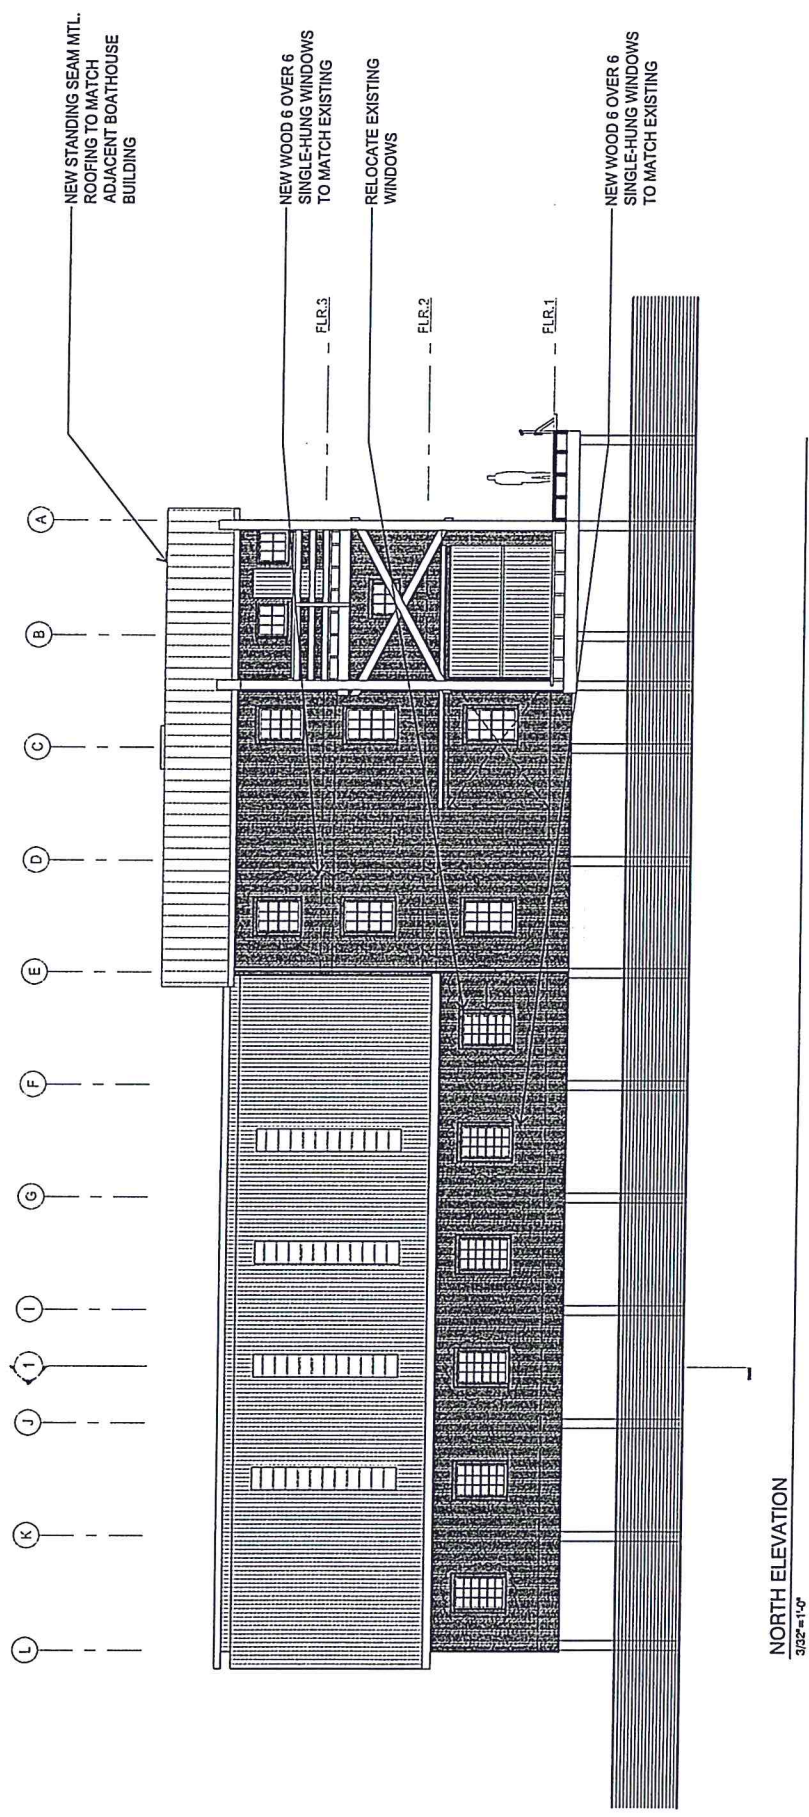 NEW STANDING SEAM MTL.
ROOFING TO MATCH
ADJACENT BOATHOUSE
BUILDING
NEW WOOD 6 OVER 6
SINGLE-HUNG WINDOWS
TO MATCH EXISTING
RELOCATE EXISTING
WINDOWS
NEW WOOD 6 OVER 6
SINGLE-HUNG WINDOWS
TO MATCH EXISTING
FLR.3
FLR.2
FLR.1
L
K
J
1
I
G
F
E
D
C
B
A
NORTH ELEVATION
3/32"=1'-0"